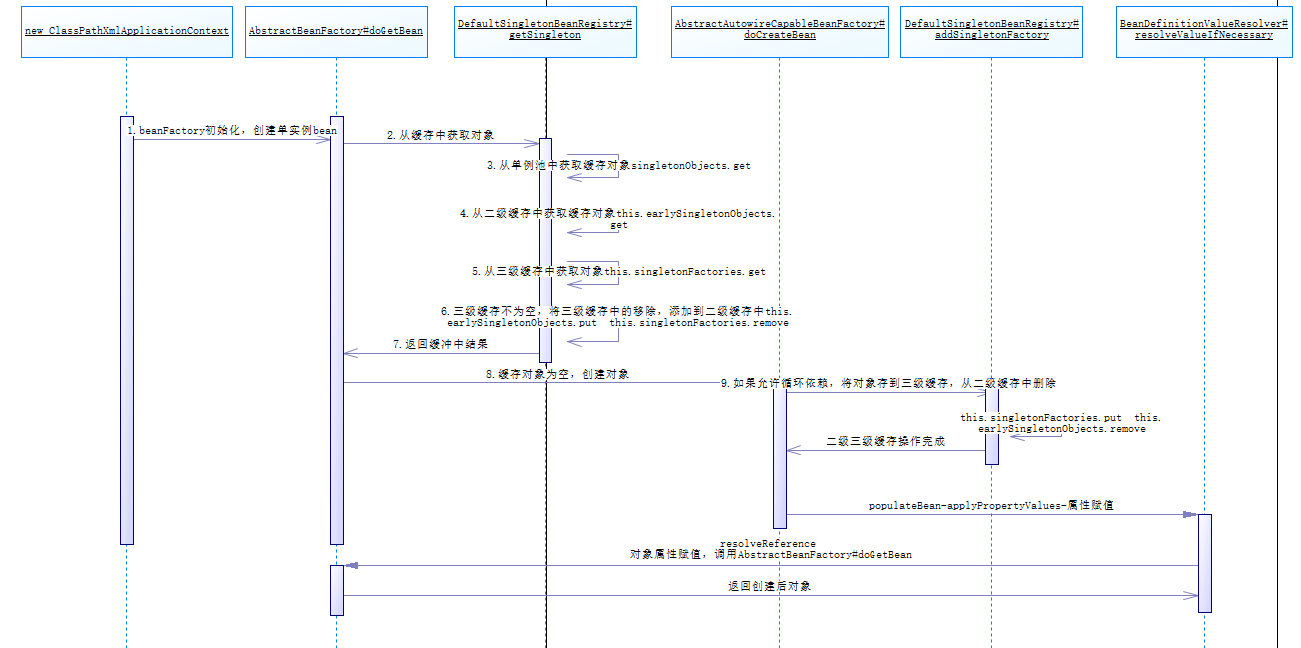 new ClassPathXmlApplicationContext
AbstractBeanFactory#doGetBean
DefaultSingletonBeanRegistry#
getSingleton
AbstractAutowireCapableBeanFactory#
doCreateBean
DefaultSingletonBeanRegistry#
addSingletonFactory
BeanDefinitionValueResolver#
resolveValueIfNecessary
1.beanFactory初始化，创建单实例bean
2.从缓存中获取对象
3.从单例池中获取缓存对象singletonObjects.get
4.从二级缓存中获取缓存对象this.earlySingletonObjects.
get
5.从三级缓存中获取对象this.singletonFactories.get
6.三级缓存不为空，将三级缓存中的移除，添加到二级缓存中this.
earlySingletonObjects.put this.singletonFactories.remove
7.返回缓冲中结果
8.缓存对象为空，创建对象
9.如果允许循环依赖，将对象存到三级缓存，从二级缓存中删除
this.singletonFactories.put this.
earlySingletonObjects.remove
二级三级缓存操作完成
populateBean-applyPropertyValues-属性赋值
resolveReference
对象属性赋值，调用AbstractBeanFactory#doGetBean
返回创建后对象